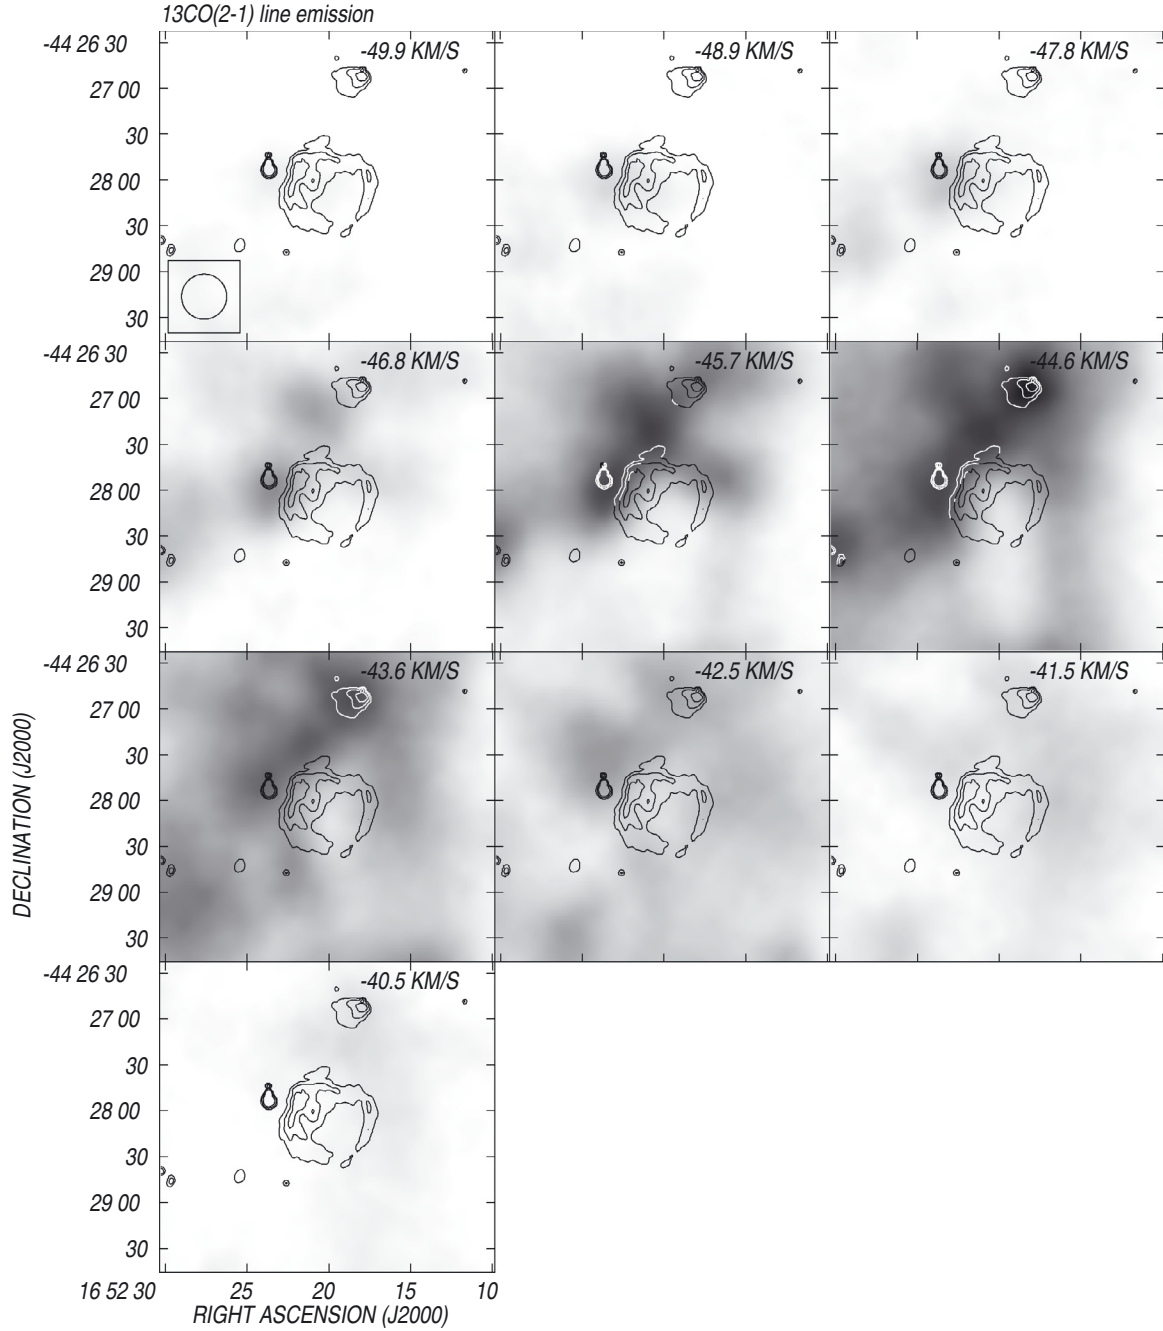 13CO(2-1) line emission
-44 26 30
-49.9 KM/S
-48.9 KM/S
-47.8 KM/S
27 00
30
28 00
30
29 00
30
-44 26 30
-46.8 KM/S
-45.7 KM/S
-44.6 KM/S
27 00
30
28 00
30
29 00
30
-44 26 30
-43.6 KM/S
-42.5 KM/S
-41.5 KM/S
27 00
30
28 00
30
29 00
30
DECLINATION (J2000)
-44 26 30
-40.5 KM/S
27 00
30
28 00
30
29 00
30
16 52 30 25 20 15 10
RIGHT ASCENSION (J2000)